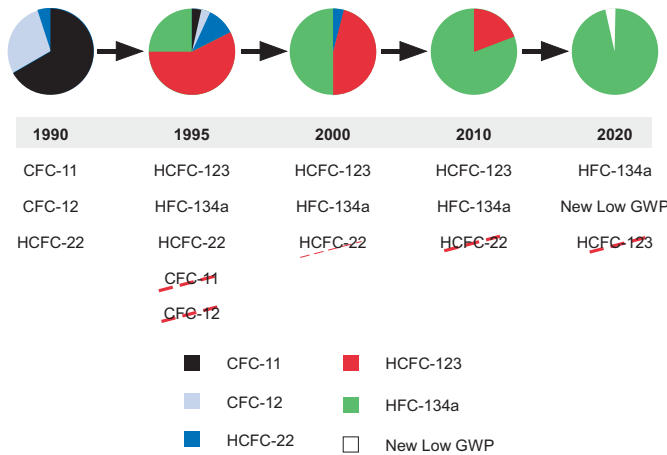 1990 1995 2000 2010 2020
CFC-11 HCFC-123 HCFC-123 HCFC-123 HFC-134a
CFC-12 HFC-134a HFC-134a HFC-134a New Low GWP
HCFC-22 HCFC-22 HCFC-22 HCFC-22 HCFC-123
CFC-11
CFC-12
CFC-11 HCFC-123
CFC-12 HFC-134a
HCFC-22 New Low GWP